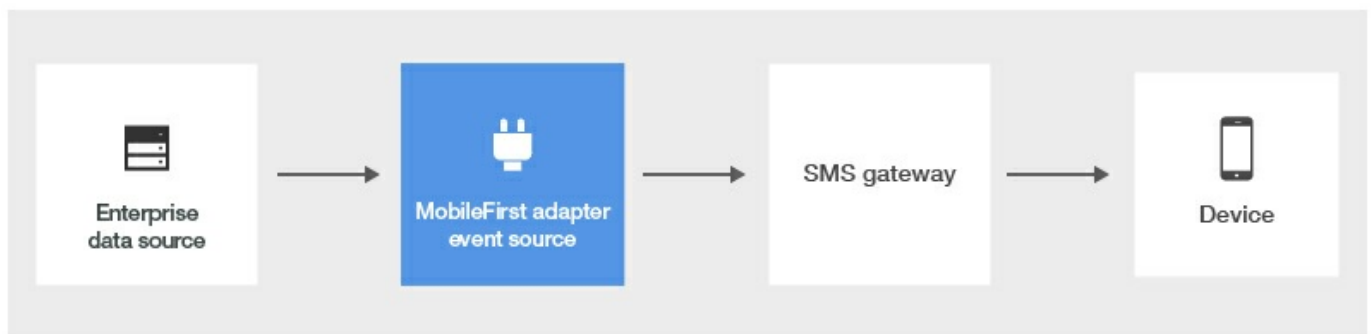 Enterprise
data source
MobileFirst adapter
event source
SMS gateway
Device